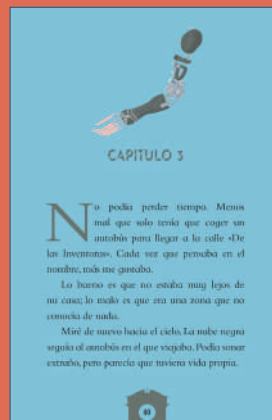 CAPITULO 3
No podía perder tiempo. Menos
mal que solo tenía que coger un
autobús para llegar a la calle «De
las Inventoras». Cada vez que pensaba en el
nombre, más me gustaba.
Lo bueno es que no estaba muy lejos de
mi casa; lo malo es que era una zona que no
conocía de nada.
Miré de nuevo hacia el cielo. La nube negra
seguía al autobús en el que viajaba. Podía sonar
extraño, pero parecía que tuviera vida propia.